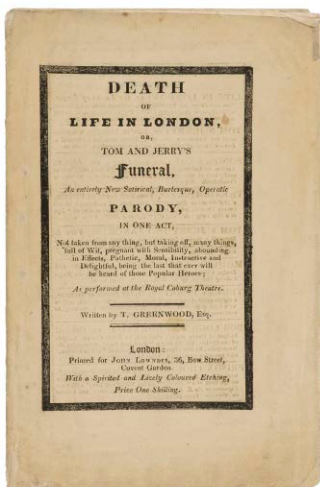 DEATH
OF
LIFE IN LONDON,
OR,
TOM AND JERRY'S
Funeral,
An entirely New Satirical, Burlesque, Operatic
PARODY,
IN ONE ACT,
Not taken from any thing, but taking off, many things,
full of Wit, pregnant with Sensibility, abounding
in Effects, Pathetic, Moral, Instructive and
Delightful, being the last that ever will
be heard of those Popular Heroes;
As performed at the Royal Coburg Theatre.
Written by T. GREENWOOD, Esq.
London:
Printed for JOHN LOWNDES, 36, Bow Street,
Covent Garden
With a Spirited and Lively Coloured Etching,
Price One Shilling.